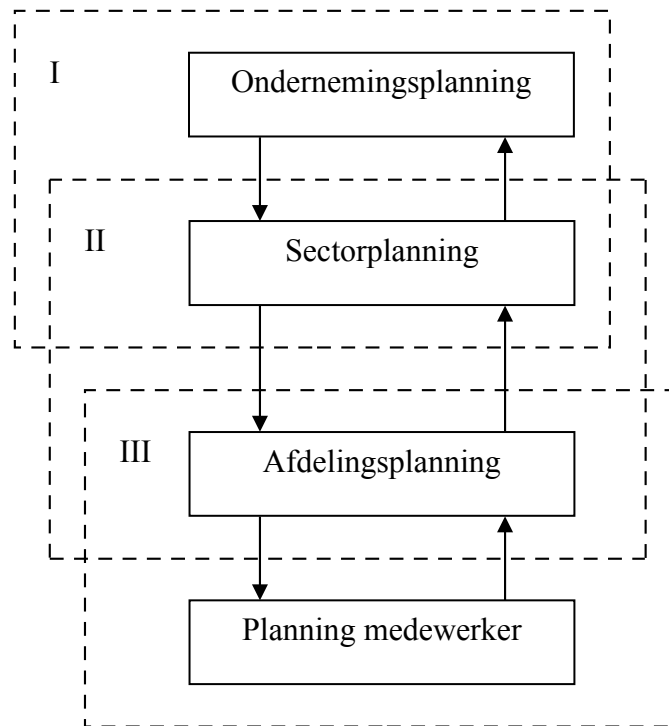 I
Ondernemingsplanning
II
Sectorplanning
III
Afdelingsplanning
Planning medewerker